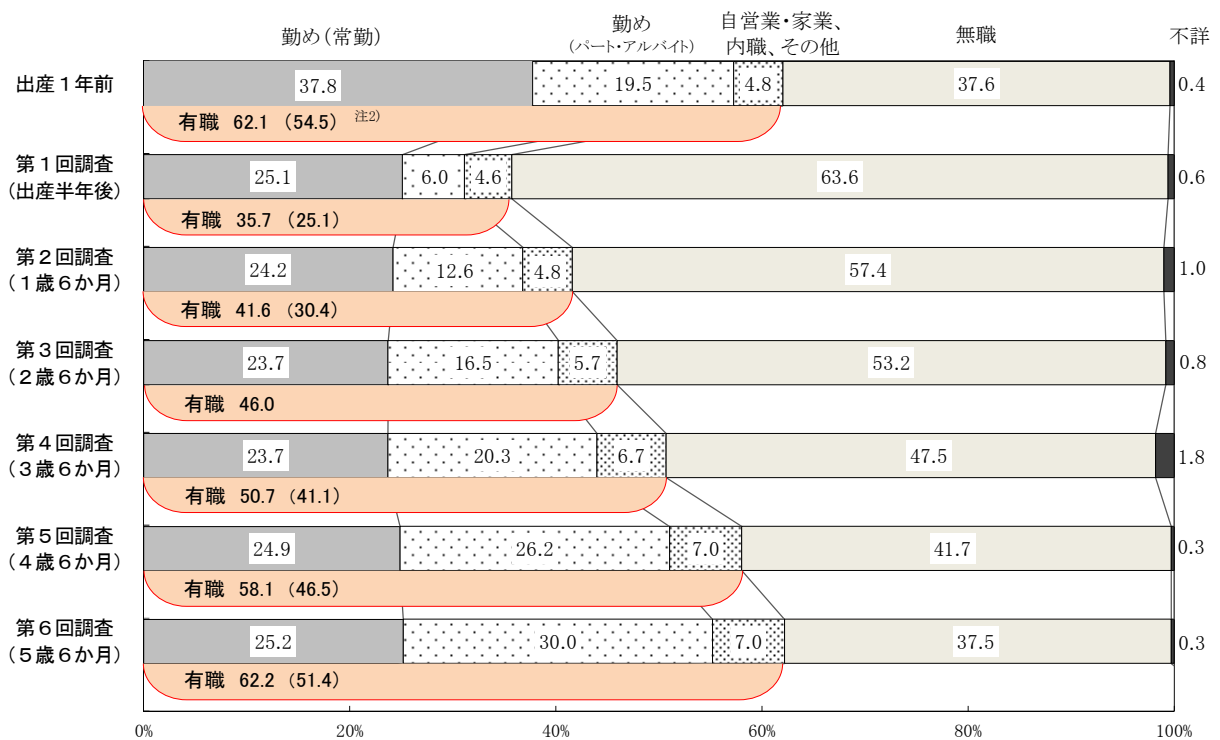 勤め(常勤)
勤め
(パート・アルバイト)
自営業・家業、
内職、その他
無職
不詳
出産1年前
37.8
19.5
4.8
37.6
0.4
有職 62.1 (54.5) 注2)
第1回調査
(出産半年後)
25.1
6.0
4.6
63.6
0.6
有職 35.7 (25.1)
第2回調査
(1歳6か月)
24.2
12.6
4.8
57.4
1.0
有職 41.6 (30.4)
第3回調査
(2歳6か月)
23.7
16.5
5.7
53.2
0.8
有職 46.0
第4回調査
(3歳6か月)
23.7
20.3
6.7
47.5
1.8
有職 50.7 (41.1)
第5回調査
(4歳6か月)
24.9
26.2
7.0
41.7
0.3
有職 58.1 (46.5)
第6回調査
(5歳6か月)
25.2
30.0
7.0
37.5
0.3
有職 62.2 (51.4)
0%
20%
40%
60%
80%
100%